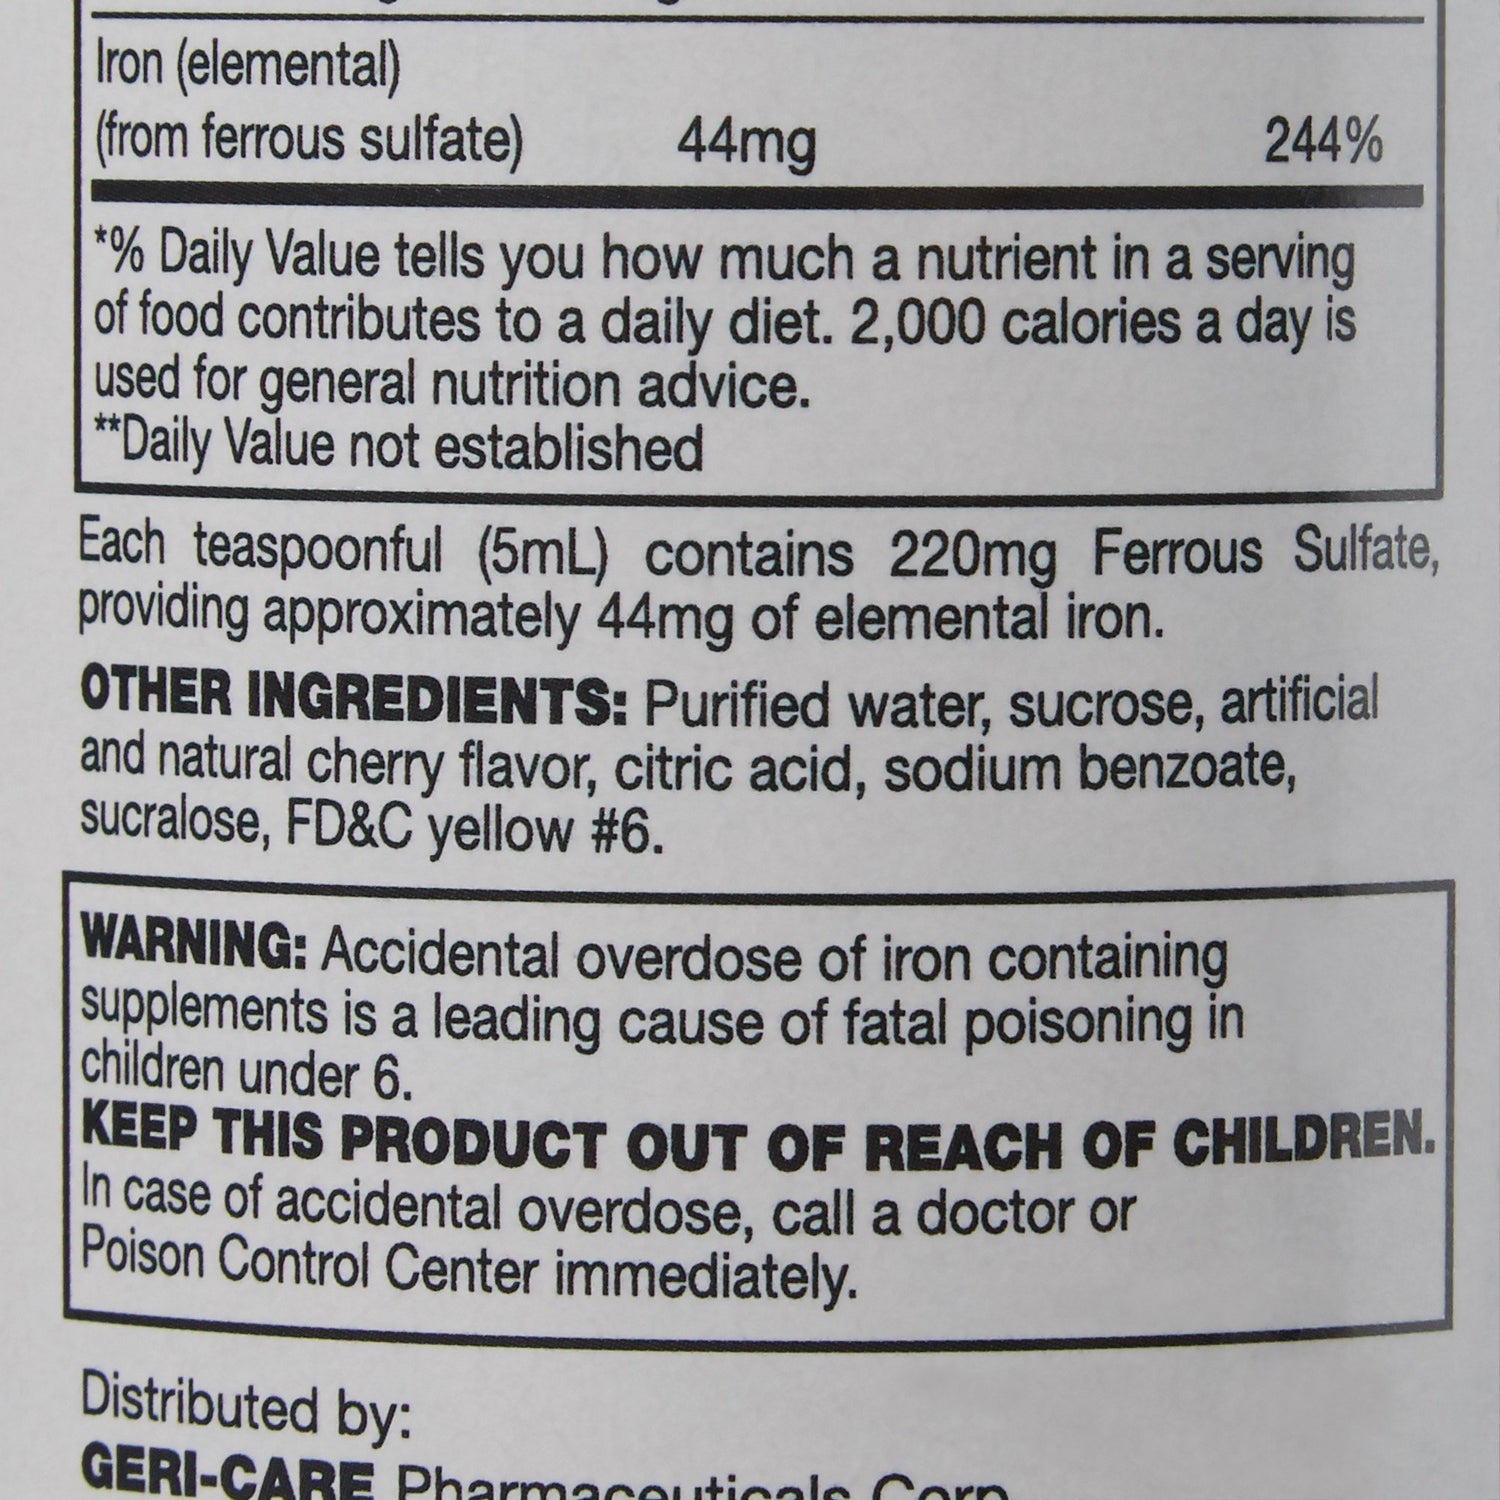 Iron (elemental)
(from ferrous sulfate) 44mg 244%
*% Daily Value tells you how much a nutrient in a serving
of food contributes to a daily diet. 2,000 calories a day is
used for general nutrition advice.
**Daily Value not established
Each teaspoonful (5mL) contains 220mg Ferrous Sulfate,
providing approximately 44mg of elemental iron.
OTHER INGREDIENTS: Purified water, sucrose, artificial
and natural cherry flavor, citric acid, sodium benzoate,
sucralose, FD&C yellow #6.
WARNING: Accidental overdose of iron containing
supplements is a leading cause of fatal poisoning in
children under 6.
KEEP THIS PRODUCT OUT OF REACH OF CHILDREN.
In case of accidental overdose, call a doctor or
Poison Control Center immediately.
Distributed by:
GERI-CARE Pharmaceuticals Corp